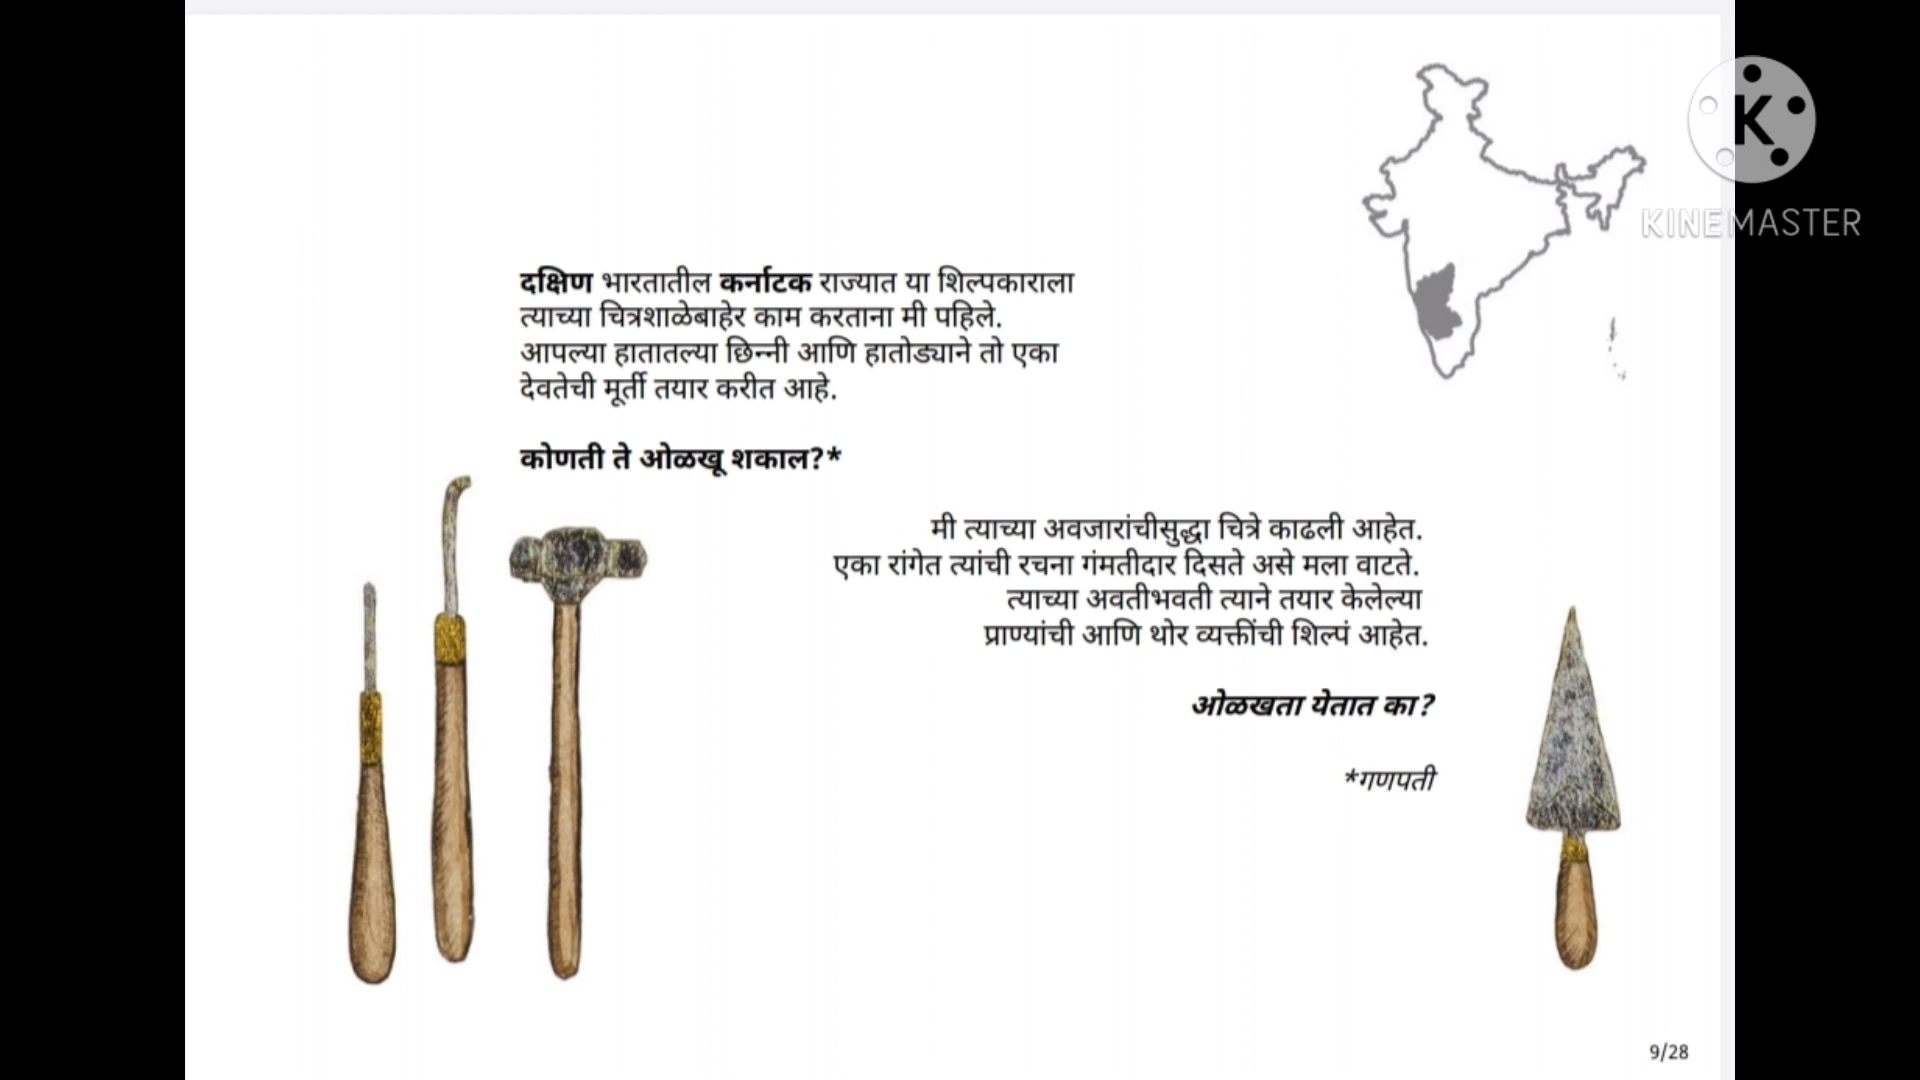 दक्षिण भारतातील कर्नाटक राज्यात या शिल्पकाराला
त्याच्या चित्रशाळेबाहेर काम करताना मी पहिले.
आपल्या हातातल्या छिन्नी आणि हातोड्याने तो एका
देवतेची मूर्ती तयार करीत आहे.
कोणती ते ओळखू शकाल?*
मी त्याच्या अवजारांचीसुद्धा चित्रे काढली आहेत.
एका रांगेत त्यांची रचना गंमतीदार दिसते असे मला वाटते.
त्याच्या अवतीभवती त्याने तयार केलेल्या
प्राण्यांची आणि थोर व्यक्तींची शिल्पं आहेत.
ओळखता येतात का?
*गणपती
9/28
K
KINEMASTER